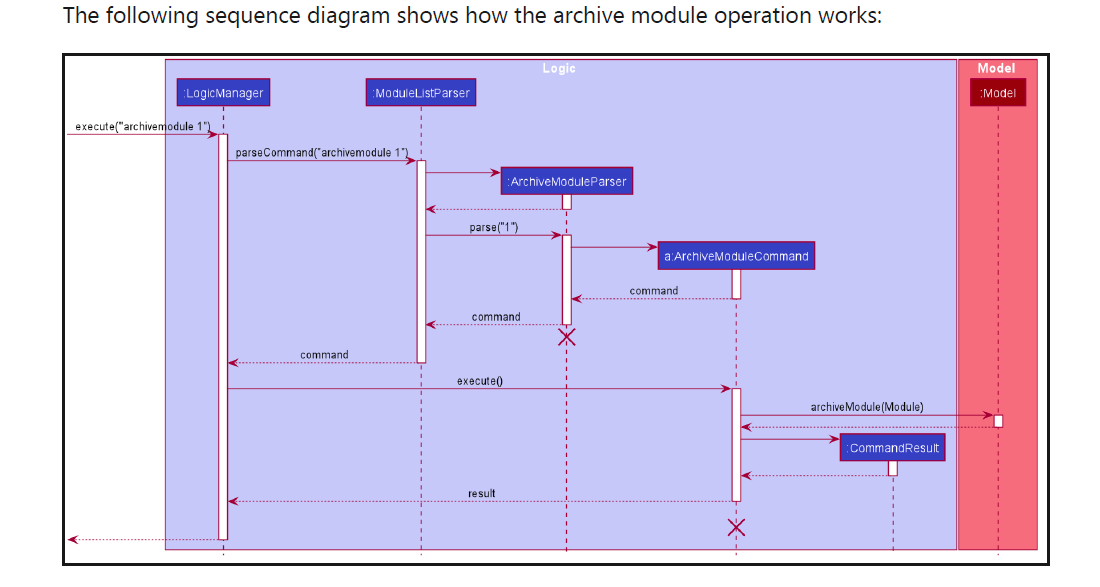 The following sequence diagram shows how the archive module operation works:
Logic
Model
:LogicManager
:ModuleListParser
:Model
execute("archivemodule 1")
parseCommand("archivemodule 1")
:ArchiveModuleParser
parse("1")
a:ArchiveModuleCommand
command
command
command
execute()
archiveModule(Module)
:CommandResult
result